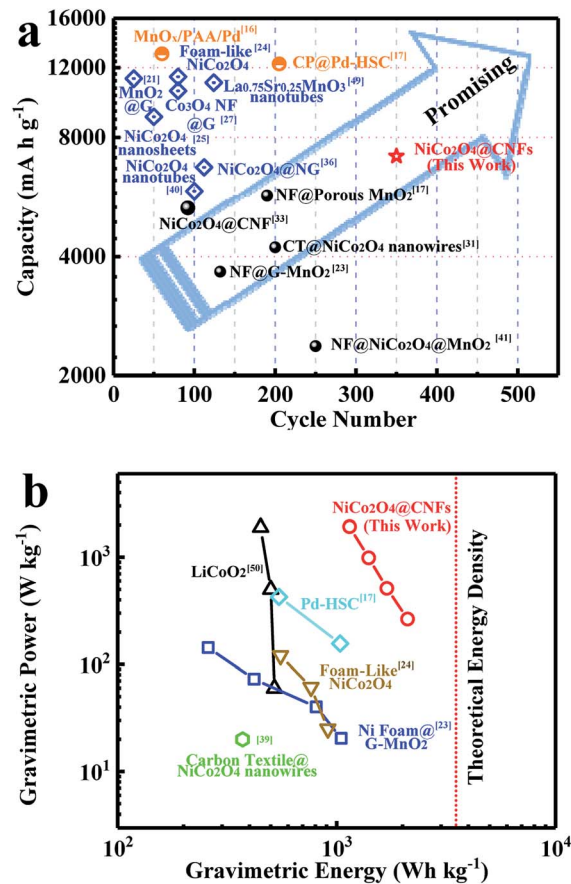 a
MnOx/PAA/Pd[16]
Foam-like[24]
NiCo2O4
CP@Pd-HSC[17]
[21]
MnO2
@G
La0.75Sr0.25MnO3[49]
nanotubes
Co3O4 NF
@G[27]
NiCo2O4[25]
nanosheets
NiCo2O4
nanotubes
[40]
NiCo2O4@NG[36]
NiCo2O4@CNFs
(This Work)
NF@Porous MnO2[17]
NiCo2O4@CNF[33]
CT@NiCo2O4 nanowires[31]
NF@G-MnO2[23]
NF@NiCo2O4@MnO2 [41]
Promising
Capacity (mA h g-1)
16000
12000
8000
4000
2000
0 100 200 300 400 500
Cycle Number
b
NiCo2O4@CNFs
(This Work)
LiCoO2[50]
Pd-HSC[17]
Foam-Like[24]
NiCo2O4
Ni Foam@[23]
G-MnO2
[39]
Carbon Textile@
NiCo2O4 nanowires
Theoretical Energy Density
Gravimetric Power (W kg-1)
10³
10²
10¹
10² 10³ 10⁴
Gravimetric Energy (Wh kg-1)